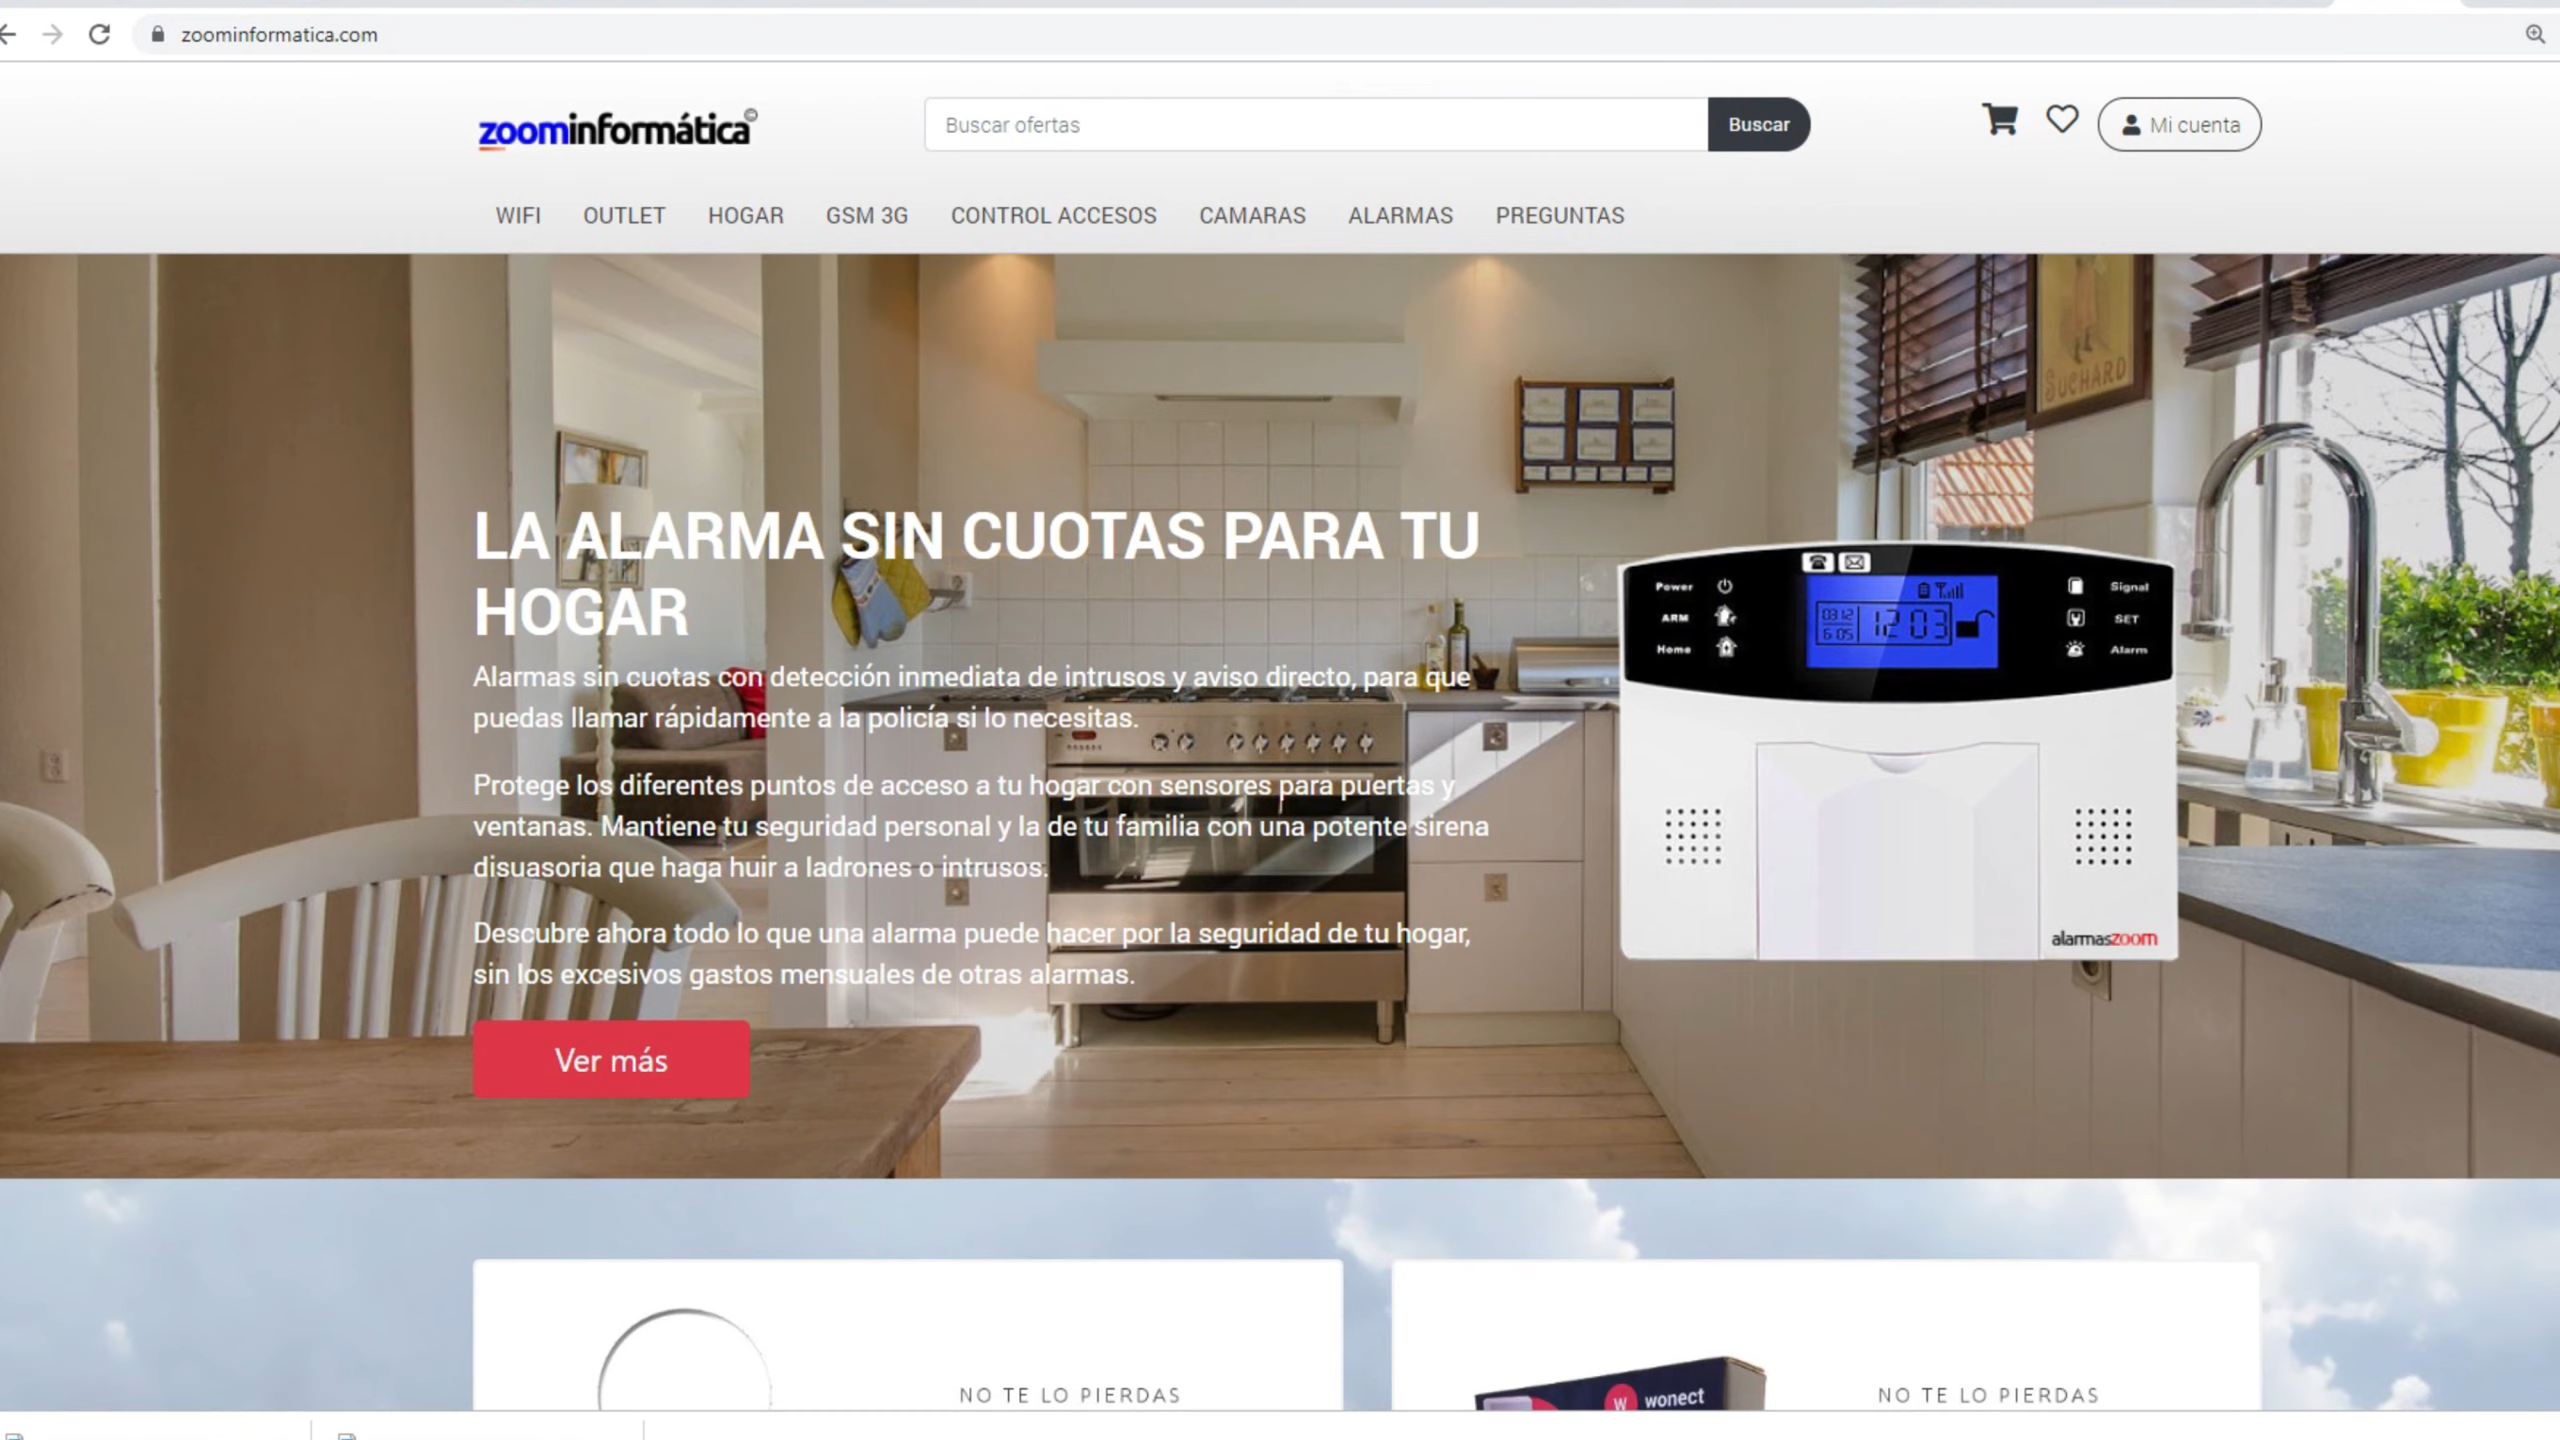 zoominformatica.com
zoominformática
Buscar ofertas
Buscar
Mi cuenta
WIFI
OUTLET
HOGAR
GSM 3G
CONTROL ACCESOS
CAMARAS
ALARMAS
PREGUNTAS
SUCHARD
LA ALARMA SIN CUOTAS PARA TU
HOGAR
Alarmas sin cuotas con detección inmediata de intrusos y aviso directo, para que
puedas llamar rápidamente a la policía si lo necesitas.
Protege los diferentes puntos de acceso a tu hogar con sensores para puertas y
ventanas. Mantiene tu seguridad personal y la de tu familia con una potente sirena
disuasoria que haga huir a ladrones o intrusos.
Descubre ahora todo lo que una alarma puede hacer por la seguridad de tu hogar,
sin los excesivos gastos mensuales de otras alarmas.
Ver más
Power
ARM
Home
12 03
Signal
SET
Alarm
alarmaszoom
NO TE LO PIERDAS
W wonect
NO TE LO PIERDAS